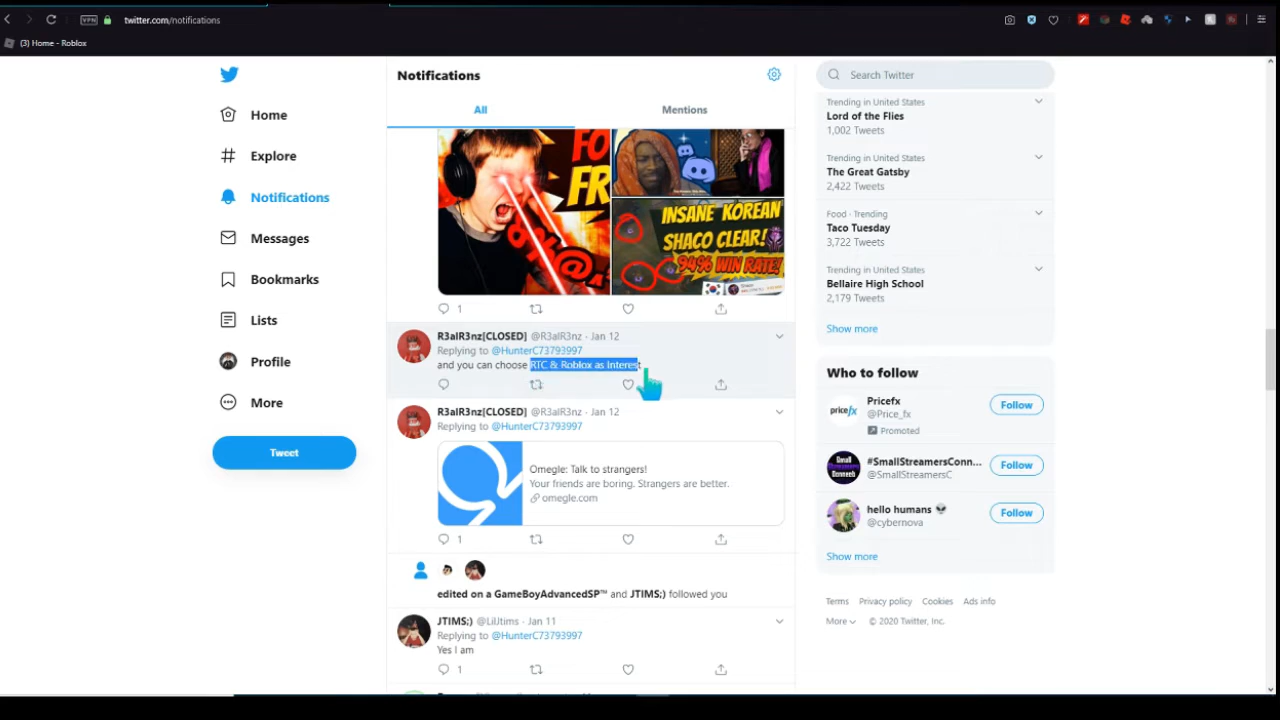 VPN
twitter.com/notifications
(3) Home - Roblox
Home
Explore
Notifications
Messages
Bookmarks
Lists
Profile
More
Tweet
Notifications
All
Mentions
INSANE KOREAN
SHACO CLEAR!
94% WIN RATE!
1
R3alR3nz[CLOSED] @R3alR3nz · Jan 12
Replying to @HunterC73793997
and you can choose RTC & Roblox as Interest
R3alR3nz[CLOSED] @R3alR3nz · Jan 12
Replying to @HunterC73793997
Omegle: Talk to strangers!
Your friends are boring. Strangers are better.
omegle.com
1
edited on a GameBoyAdvancedSP™ and JTIMS;) followed you
JTIMS;) @LilJtims · Jan 11
Replying to @HunterC73793997
Yes I am
1
Search Twitter
Trending in United States
Lord of the Flies
1,002 Tweets
Trending in United States
The Great Gatsby
2,422 Tweets
Food · Trending
Taco Tuesday
3,722 Tweets
Trending in United States
Bellaire High School
2,179 Tweets
Show more
Who to follow
pricefx
Pricefx
@Price_fx
Promoted
Follow
Small
Streamers
Connect
#SmallStreamersConn...
@SmallStreamersC
Follow
hello humans 👽
@cybernova
Follow
Show more
Terms Privacy policy Cookies Ads info
More © 2020 Twitter, Inc.